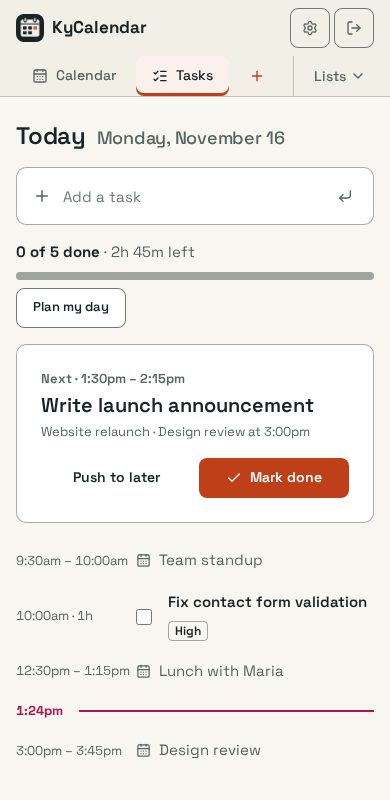 KyCalendar
Calendar
Tasks
Lists
Today Monday, November 16
Add a task
0 of 5 done · 2h 45m left
Plan my day
Next · 1:30pm – 2:15pm
Write launch announcement
Website relaunch · Design review at 3:00pm
Push to later
Mark done
9:30am – 10:00am Team standup
10:00am · 1h Fix contact form validation
High
12:30pm – 1:15pm Lunch with Maria
1:24pm
3:00pm – 3:45pm Design review